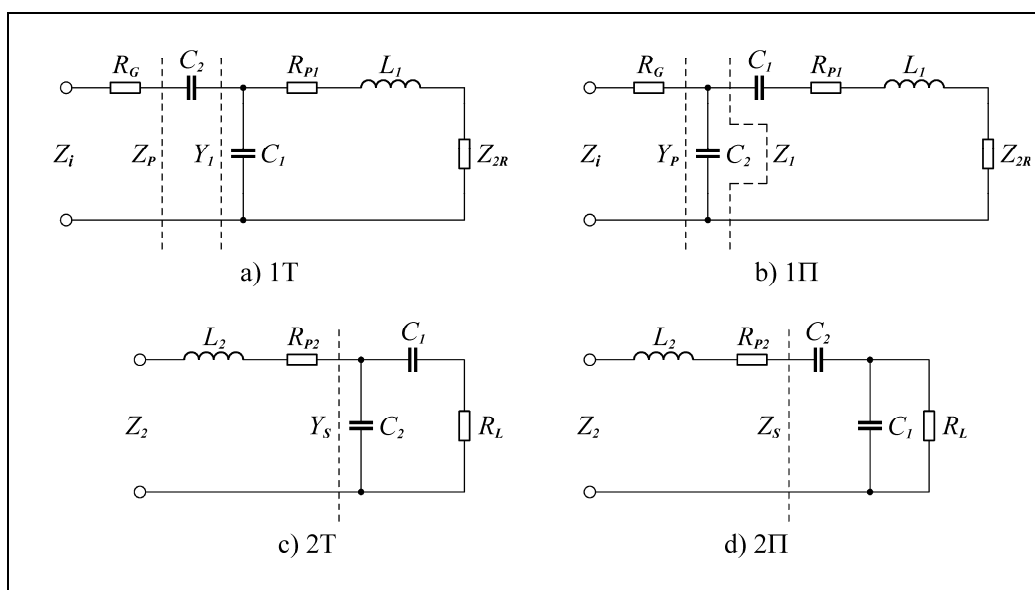 R_G C_2 R_P1 L_1
Z_i Z_P Y_1 C_1 Z_2R
a) 1T
R_G C_1 R_P1 L_1
Z_i Y_P C_2 Z_1 Z_2R
b) 1Π
L_2 R_P2 C_1
Z_2 Y_S C_2 R_L
c) 2T
L_2 R_P2 C_2
Z_2 Z_S C_1 R_L
d) 2Π